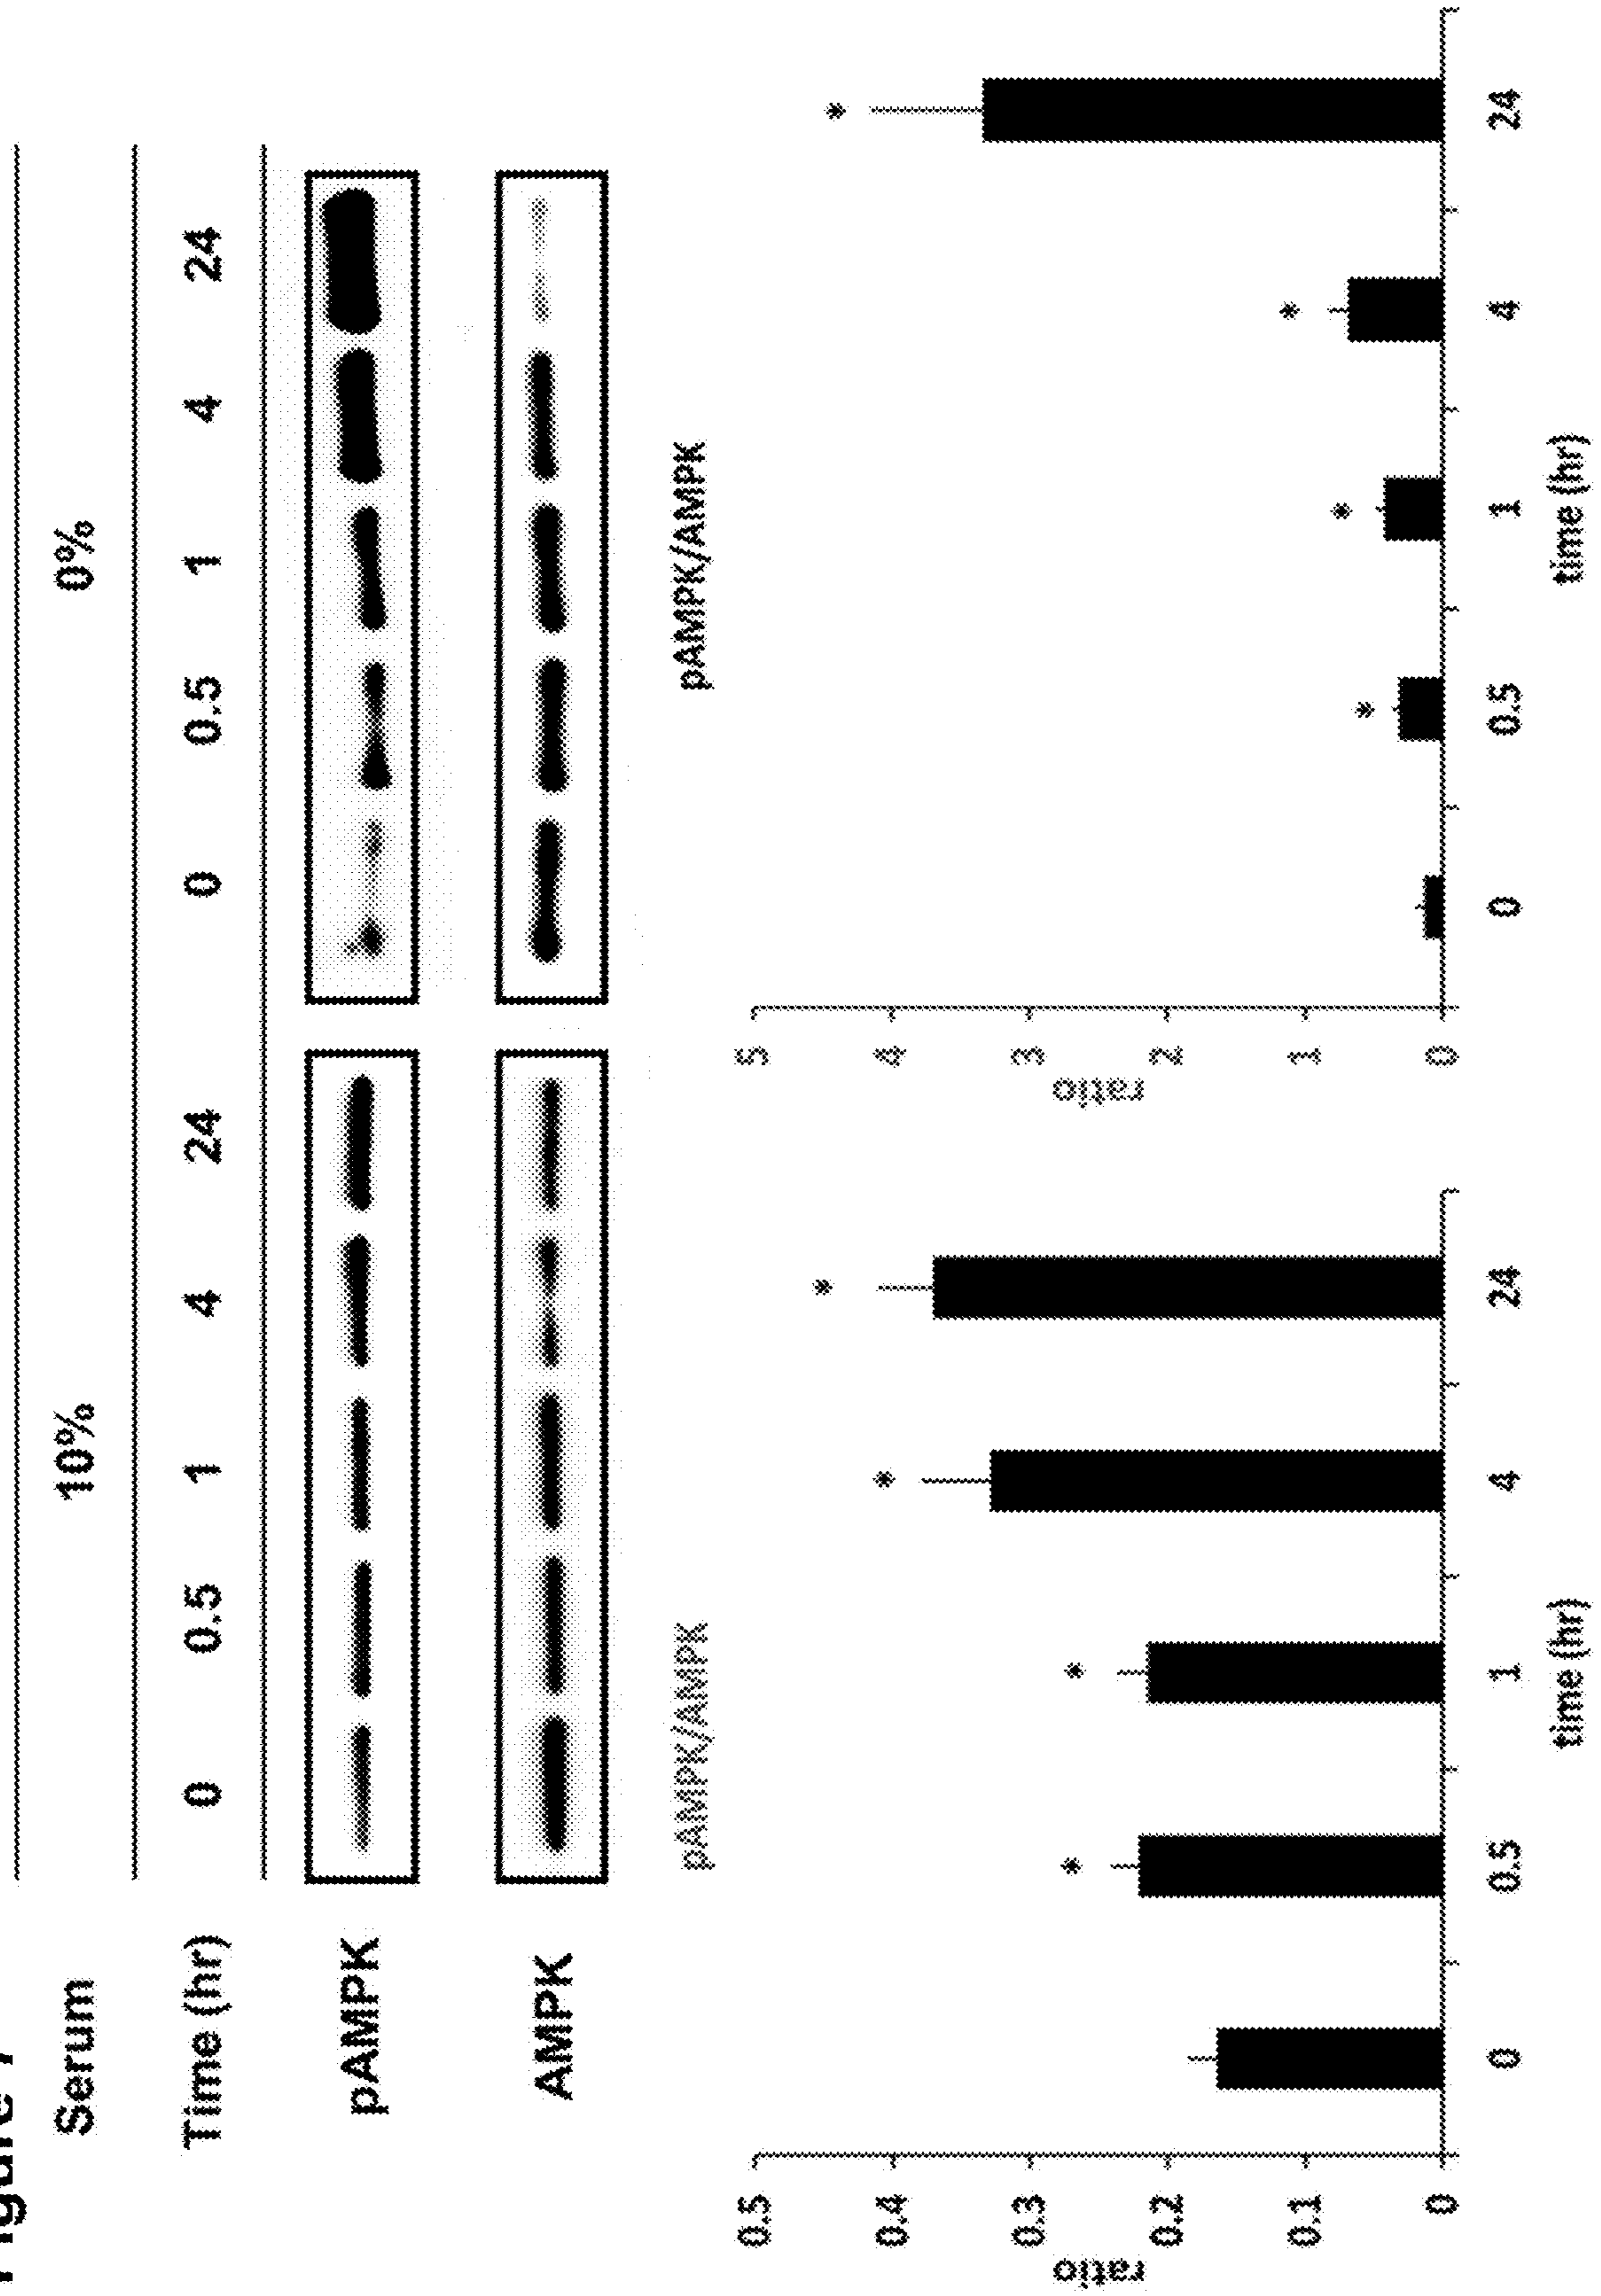 Figure 7
Serum 10% 0%
Time (hr) 0 0.5 1 4 24 0 0.5 1 4 24
pAMPK
AMPK
pAMPK/AMPK pAMPK/AMPK
ratio
0.5
0.4
0.3
0.2
0.1
0
* * * *
0 0.5 1 4 24
time (hr)
ratio
5
4
3
2
1
0
* * * *
0 0.5 1 4 24
time (hr)